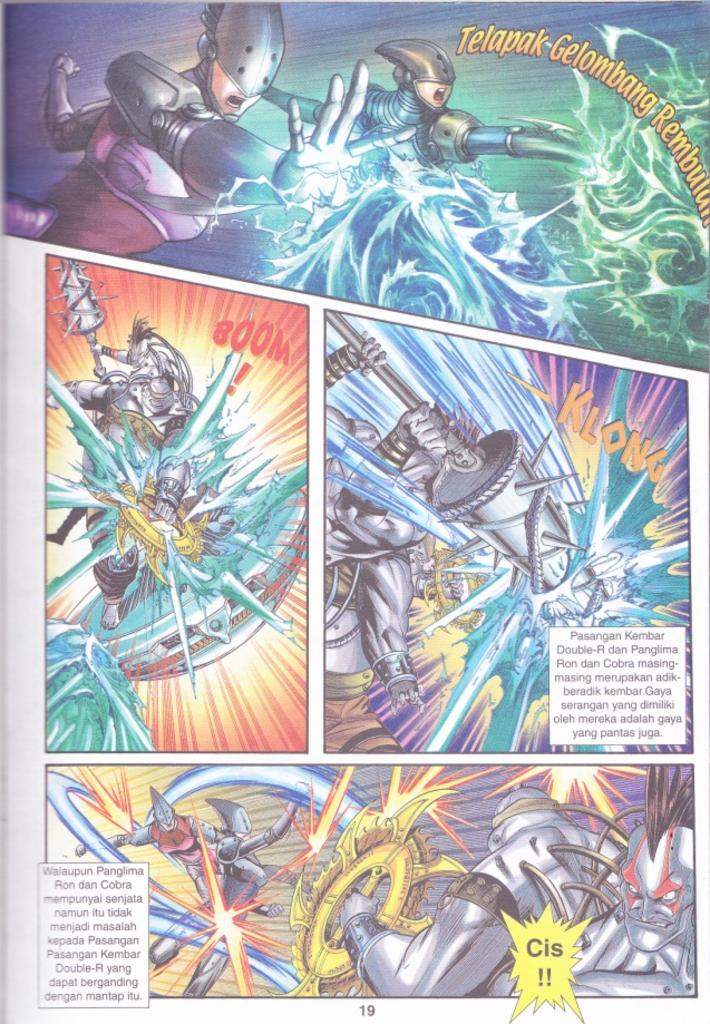 Telapak Gelombang Rembulan
BOOM
!
KLONG
Pasangan Kembar
Double-R dan Panglima
Ron dan Cobra masing-
masing merupakan adik-
beradik kembar.Gaya
serangan yang dimiliki
oleh mereka adalah gaya
yang pantas juga.
Walaupun Panglima
Ron dan Cobra
mempunyai senjata
namun itu tidak
menjadi masalah
kepada Pasangan
Pasangan Kembar
Double-R yang
dapat berganding
dengan mantap itu.
Cis
!!
19